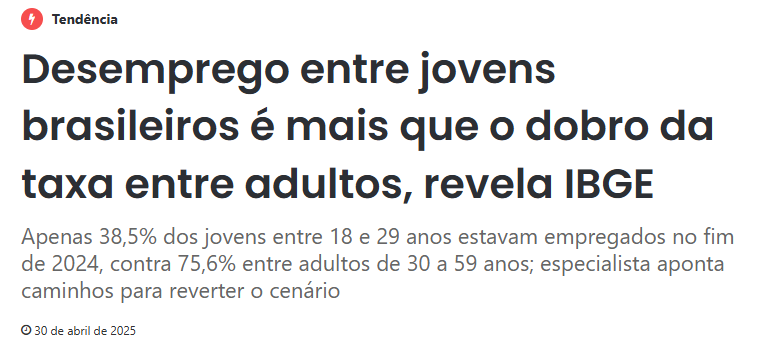 Tendência
Desemprego entre jovens
brasileiros é mais que o dobro da
taxa entre adultos, revela IBGE
Apenas 38,5% dos jovens entre 18 e 29 anos estavam empregados no fim
de 2024, contra 75,6% entre adultos de 30 a 59 anos; especialista aponta
caminhos para reverter o cenário
30 de abril de 2025